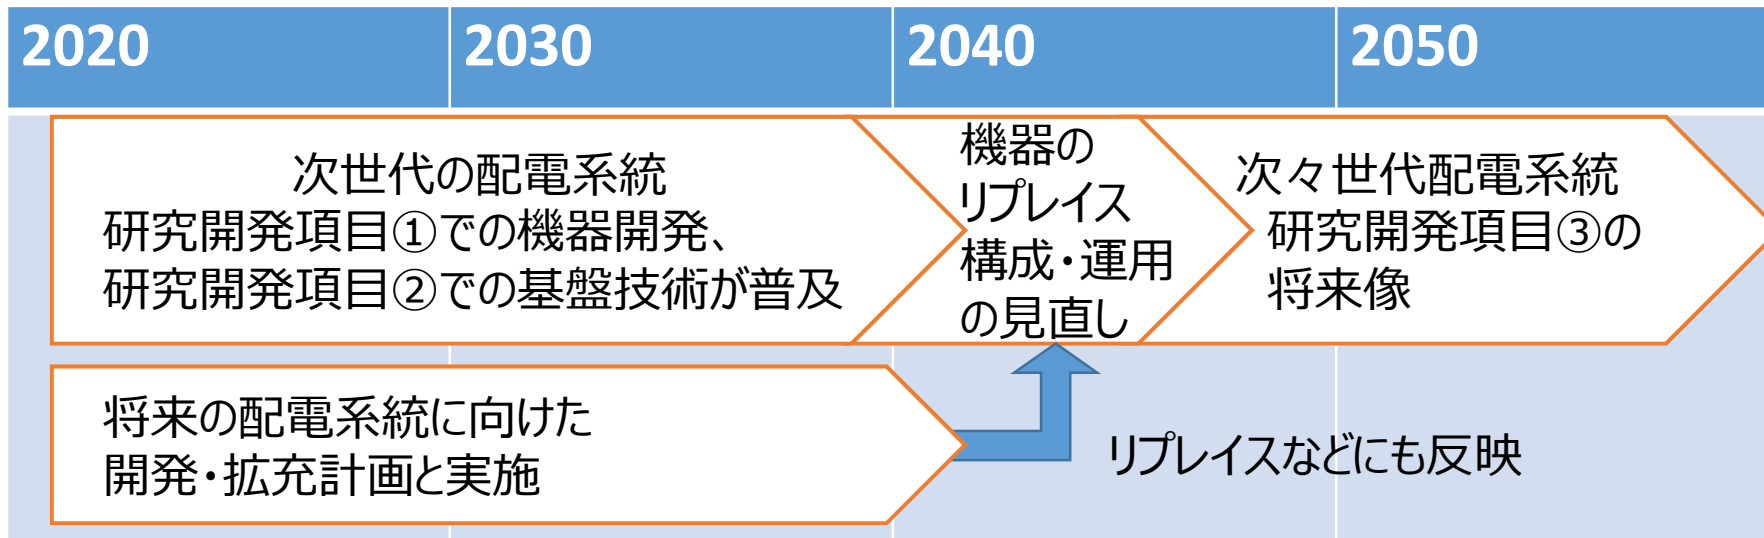 2020
2030
2040
2050
次世代の配電系統
研究開発項目①での機器開発、
研究開発項目②での基盤技術が普及
機器の
リプレイス
構成・運用
の見直し
次々世代配電系統
研究開発項目③の
将来像
将来の配電系統に向けた
開発・拡充計画と実施
リプレイスなどにも反映